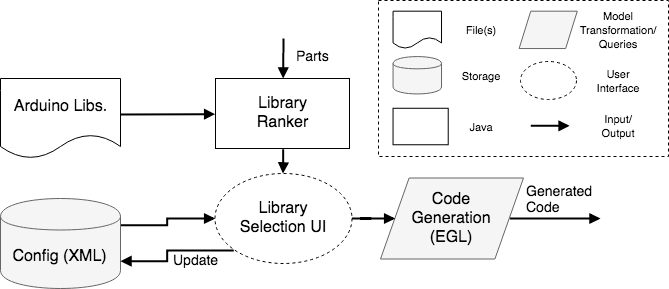 Parts
Arduino Libs.
Library
Ranker
Library
Selection UI
Config (XML)
Update
Code
Generation
(EGL)
Generated
Code
File(s)
Model
Transformation/
Queries
Storage
User
Interface
Java
Input/
Output